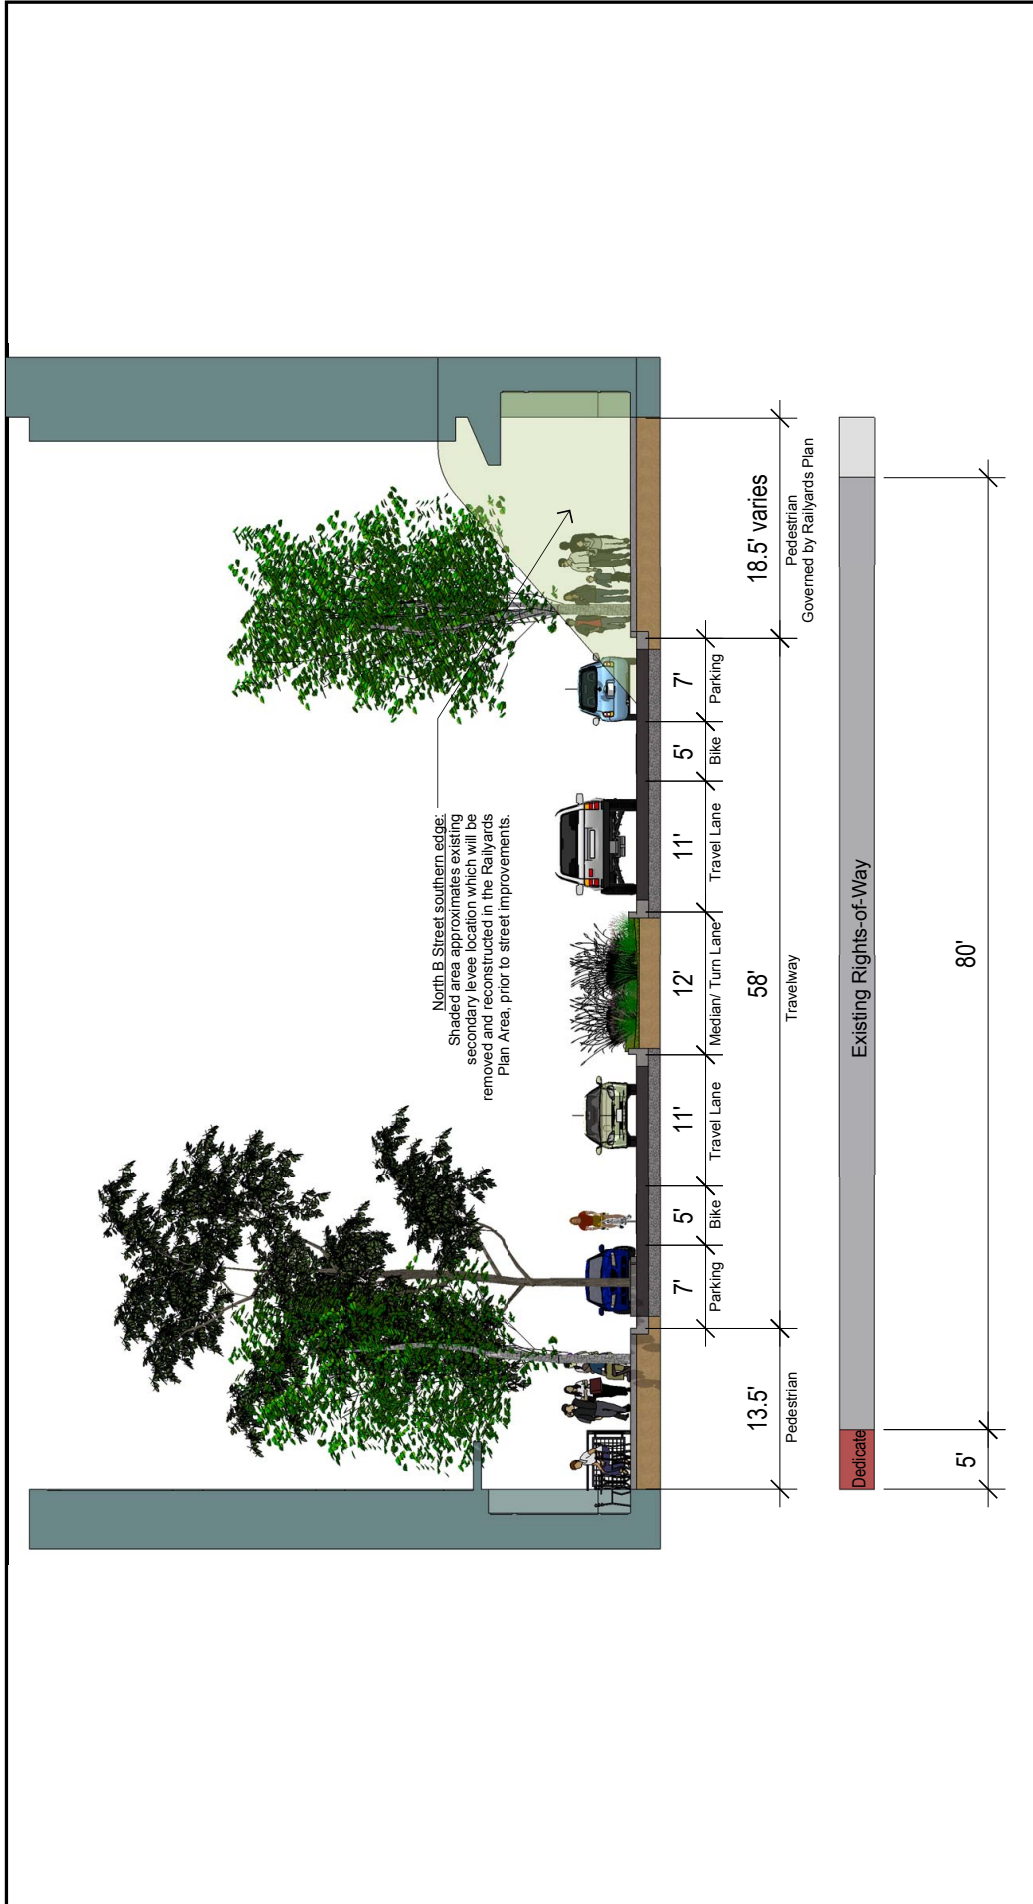 North B Street southern edge:
Shaded area approximates existing
secondary levee location which will be
removed and reconstructed in the Railyards
Plan Area, prior to street improvements.
7'
5'
11'
12'
11'
5'
7'
Parking
Bike
Travel Lane
Median/ Turn Lane
Travel Lane
Bike
Parking
13.5'
58'
18.5' varies
Pedestrian
Travelway
Pedestrian
Governed by Railyards Plan
Dedicate
Existing Rights-of-Way
5'
80'